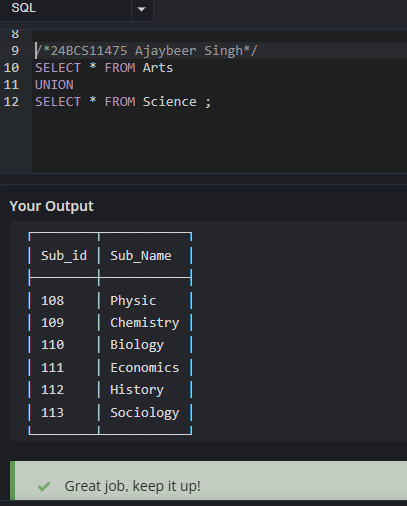 SQL
8
9 /*24BCS11475 Ajaybeer Singh*/
10 SELECT * FROM Arts
11 UNION
12 SELECT * FROM Science ;
Your Output
Sub_id Sub_Name
108 Physic
109 Chemistry
110 Biology
111 Economics
112 History
113 Sociology
Great job, keep it up!